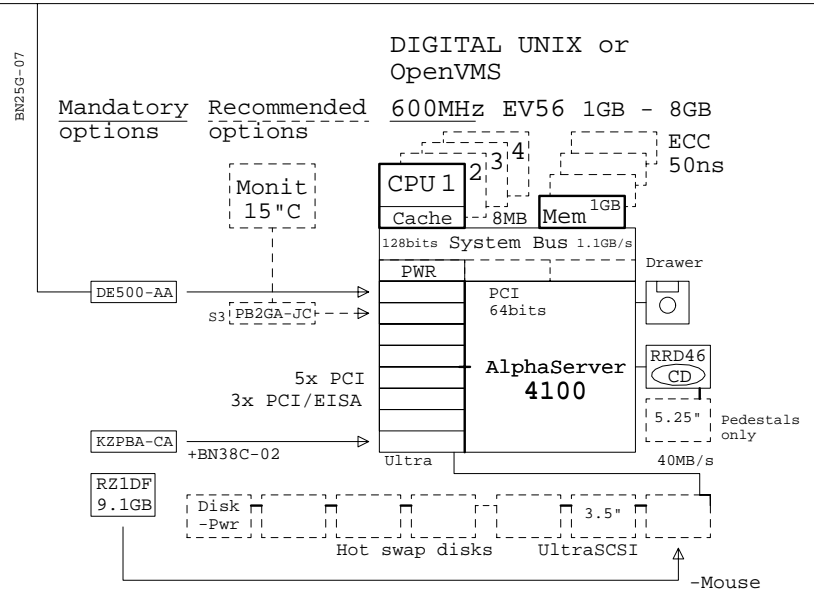 BN25G-07
DIGITAL UNIX or
OpenVMS
Mandatory options
Recommended options
600MHz EV56 1GB - 8GB
ECC
50ns
4
3
2
CPU 1
Cache
8MB
1GB
Mem
Monit
15"C
128bits System Bus 1.1GB/s
PWR
Drawer
DE500-AA
PCI
64bits
S3 PB2GA-JC
AlphaServer
4100
RRD46
CD
5x PCI
3x PCI/EISA
5.25" Pedestals only
KZPBA-CA
+BN38C-02
Ultra
40MB/s
RZ1DF
9.1GB
Disk
-Pwr
3.5"
Hot swap disks
UltraSCSI
-Mouse